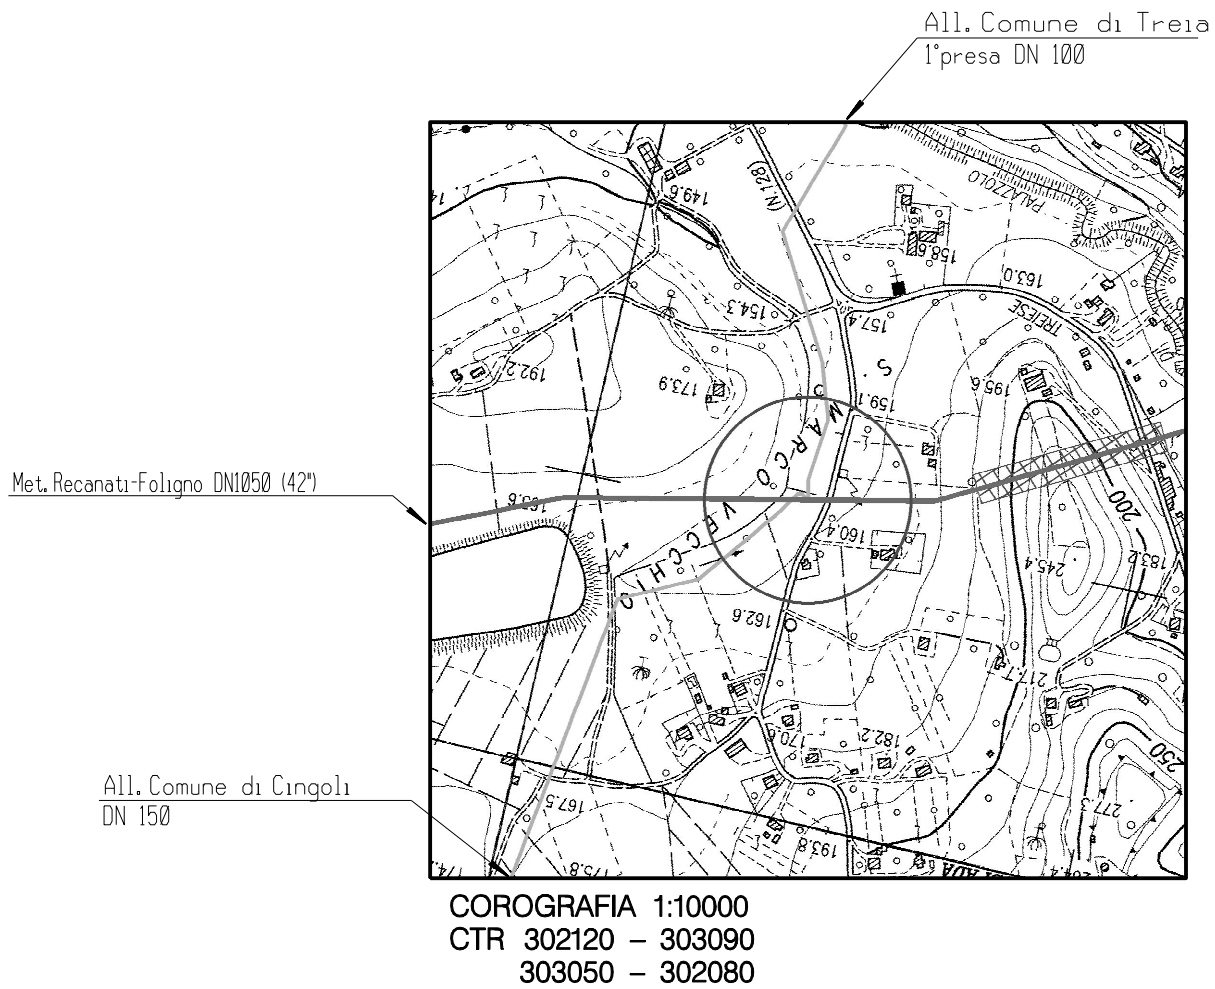 All. Comune di Treia
1°presa DN 100
(N.128)
149.6
PALAZZOLO
158.6
163.0
154.3
157.4
TREIESE
192.2
173.9
S.
195.6
159.1
MARCO VECCHIO
Met. Recanati-Foligno DN1050 (42")
163.6
200
160.4
245.4
183.2
162.6
217.7
170.6
182.2
250
All. Comune di Cingoli
DN 150
167.5
277.3
193.8
175.8
COROGRAFIA 1:10000
CTR 302120 – 303090
303050 – 302080